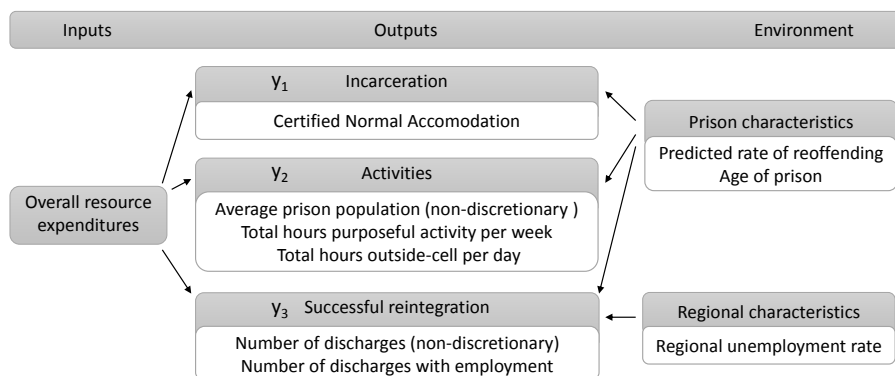 Inputs
Outputs
Environment
y1 Incarceration
Certified Normal Accomodation
y2 Activities
Average prison population (non-discretionary )
Total hours purposeful activity per week
Total hours outside-cell per day
y3 Successful reintegration
Number of discharges (non-discretionary)
Number of discharges with employment
Overall resource
expenditures
Prison characteristics
Predicted rate of reoffending
Age of prison
Regional characteristics
Regional unemployment rate